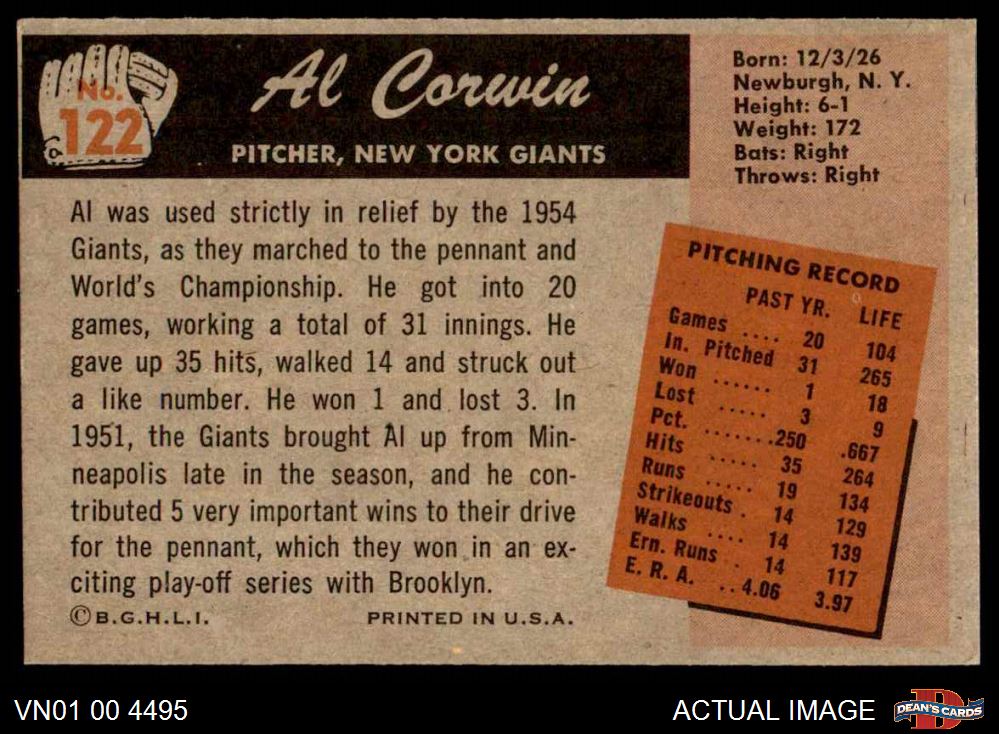 No.
122
Al Corwin
PITCHER, NEW YORK GIANTS
Born: 12/3/26
Newburgh, N. Y.
Height: 6-1
Weight: 172
Bats: Right
Throws: Right
Al was used strictly in relief by the 1954
Giants, as they marched to the pennant and
World's Championship. He got into 20
games, working a total of 31 innings. He
gave up 35 hits, walked 14 and struck out
a like number. He won 1 and lost 3. In
1951, the Giants brought Al up from Min-
neapolis late in the season, and he con-
tributed 5 very important wins to their drive
for the pennant, which they won in an ex-
citing play-off series with Brooklyn.
©B.G.H.L.I. PRINTED IN U.S.A.
PITCHING RECORD
PAST YR. LIFE
Games .... 20 104
In. Pitched 31 265
Won ...... 1 18
Lost ..... 3 9
Pct. .......250 .667
Hits ..... 35 264
Runs ..... 19 134
Strikeouts . 14 129
Walks .... 14 139
Ern. Runs .. 14 117
E. R. A. ..4.06 3.97
VN01 00 4495
ACTUAL IMAGE
DEAN'S CARDS